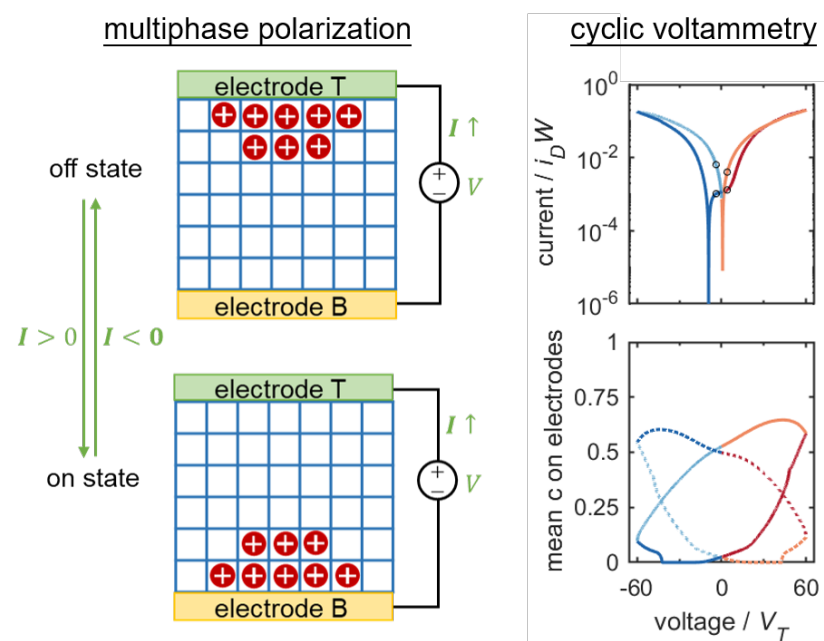 multiphase polarization
electrode T
I ↑
off state
+
−
V
electrode B
I > 0
I < 0
electrode T
I ↑
on state
+
−
V
electrode B
cyclic voltammetry
10^0
10^-2
10^-4
10^-6
current / i_D W
1
0.75
0.5
0.25
0
mean c on electrodes
-60 0 60
voltage / V_T